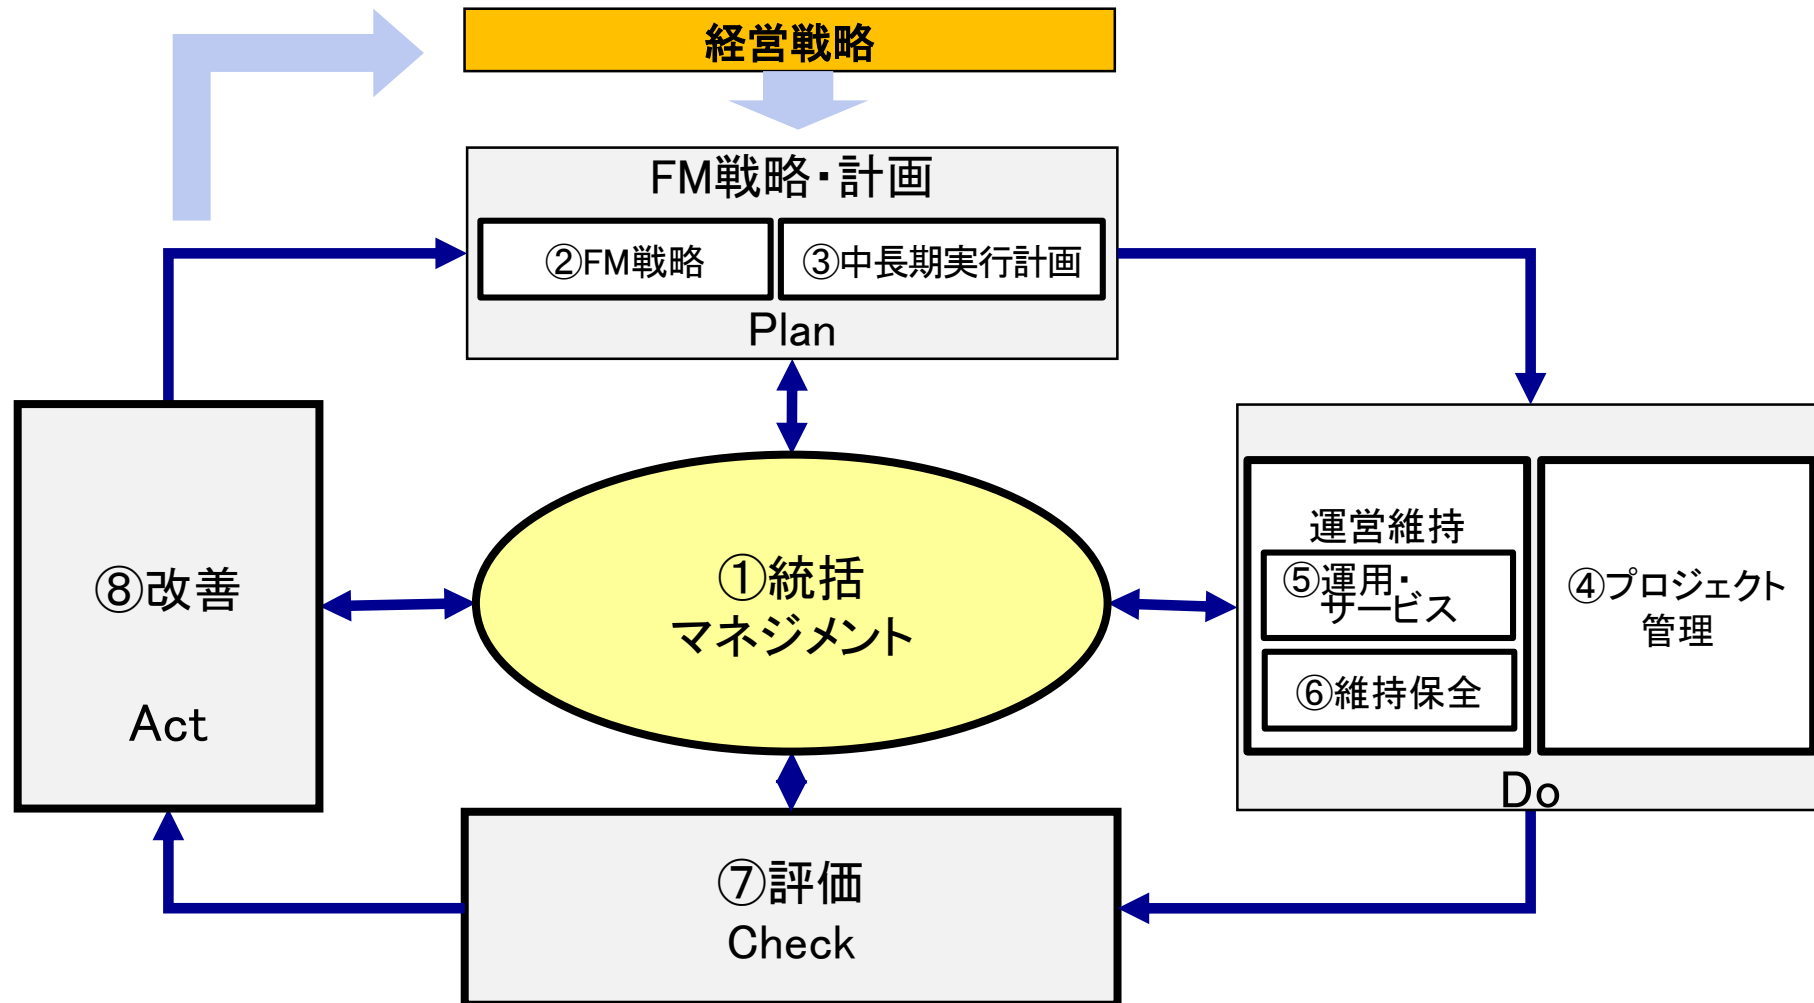 経営戦略
FM戦略・計画
②FM戦略
③中長期実行計画
Plan
⑧改善
Act
①統括
マネジメント
運営維持
⑤運用・
サービス
⑥維持保全
④プロジェクト
管理
Do
⑦評価
Check